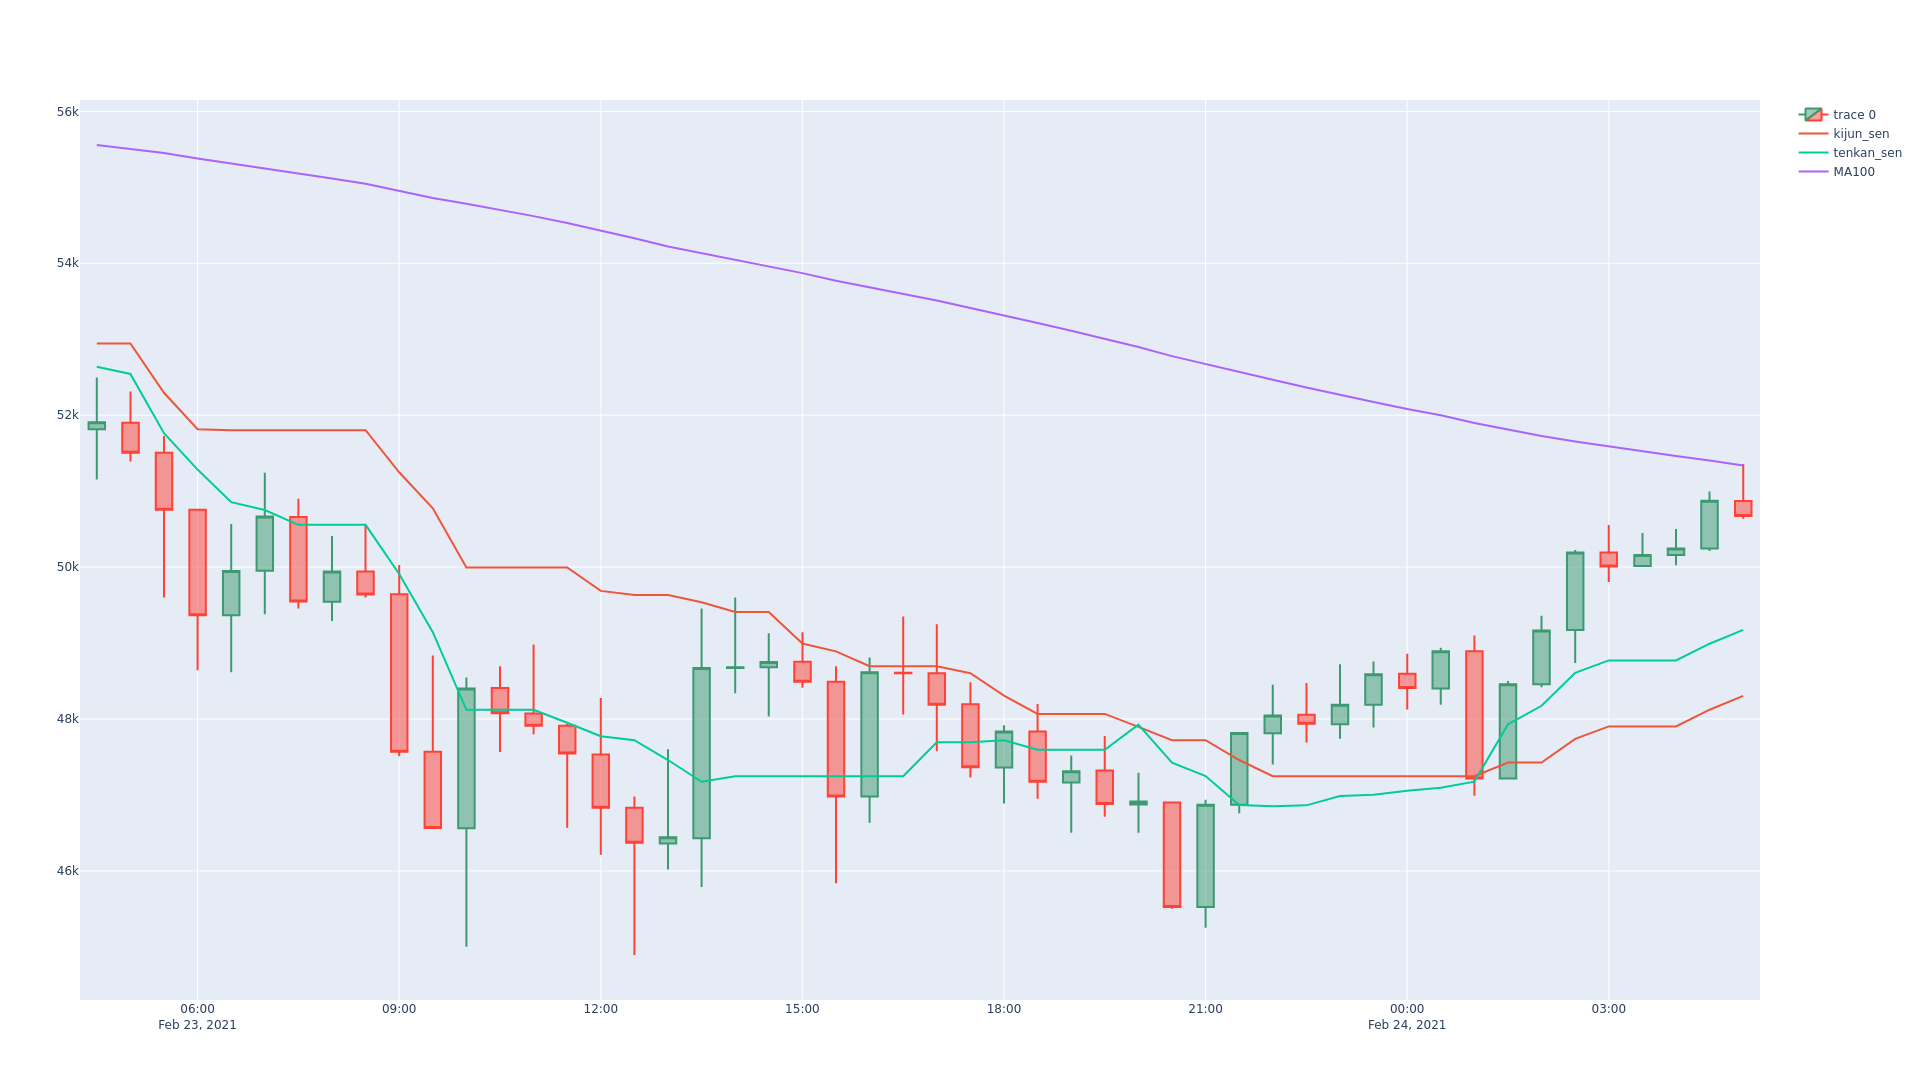 56k
54k
52k
50k
48k
46k
06:00
Feb 23, 2021
09:00
12:00
15:00
18:00
21:00
00:00
Feb 24, 2021
03:00
trace 0
kijun_sen
tenkan_sen
MA100